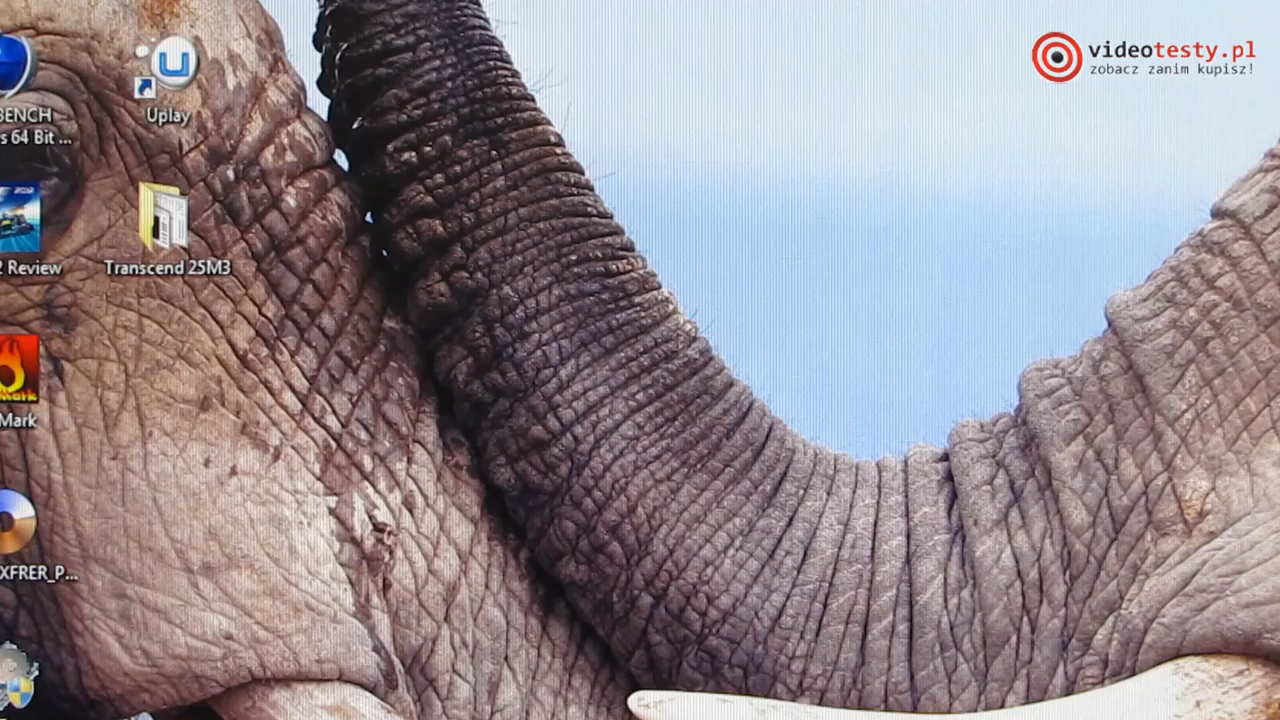 videotesty.pl
zobacz zanim kupisz!
BENCH
s 64 Bit ...
Uplay
2 Review
Transcend 25M3
Mark
XFRER_P...